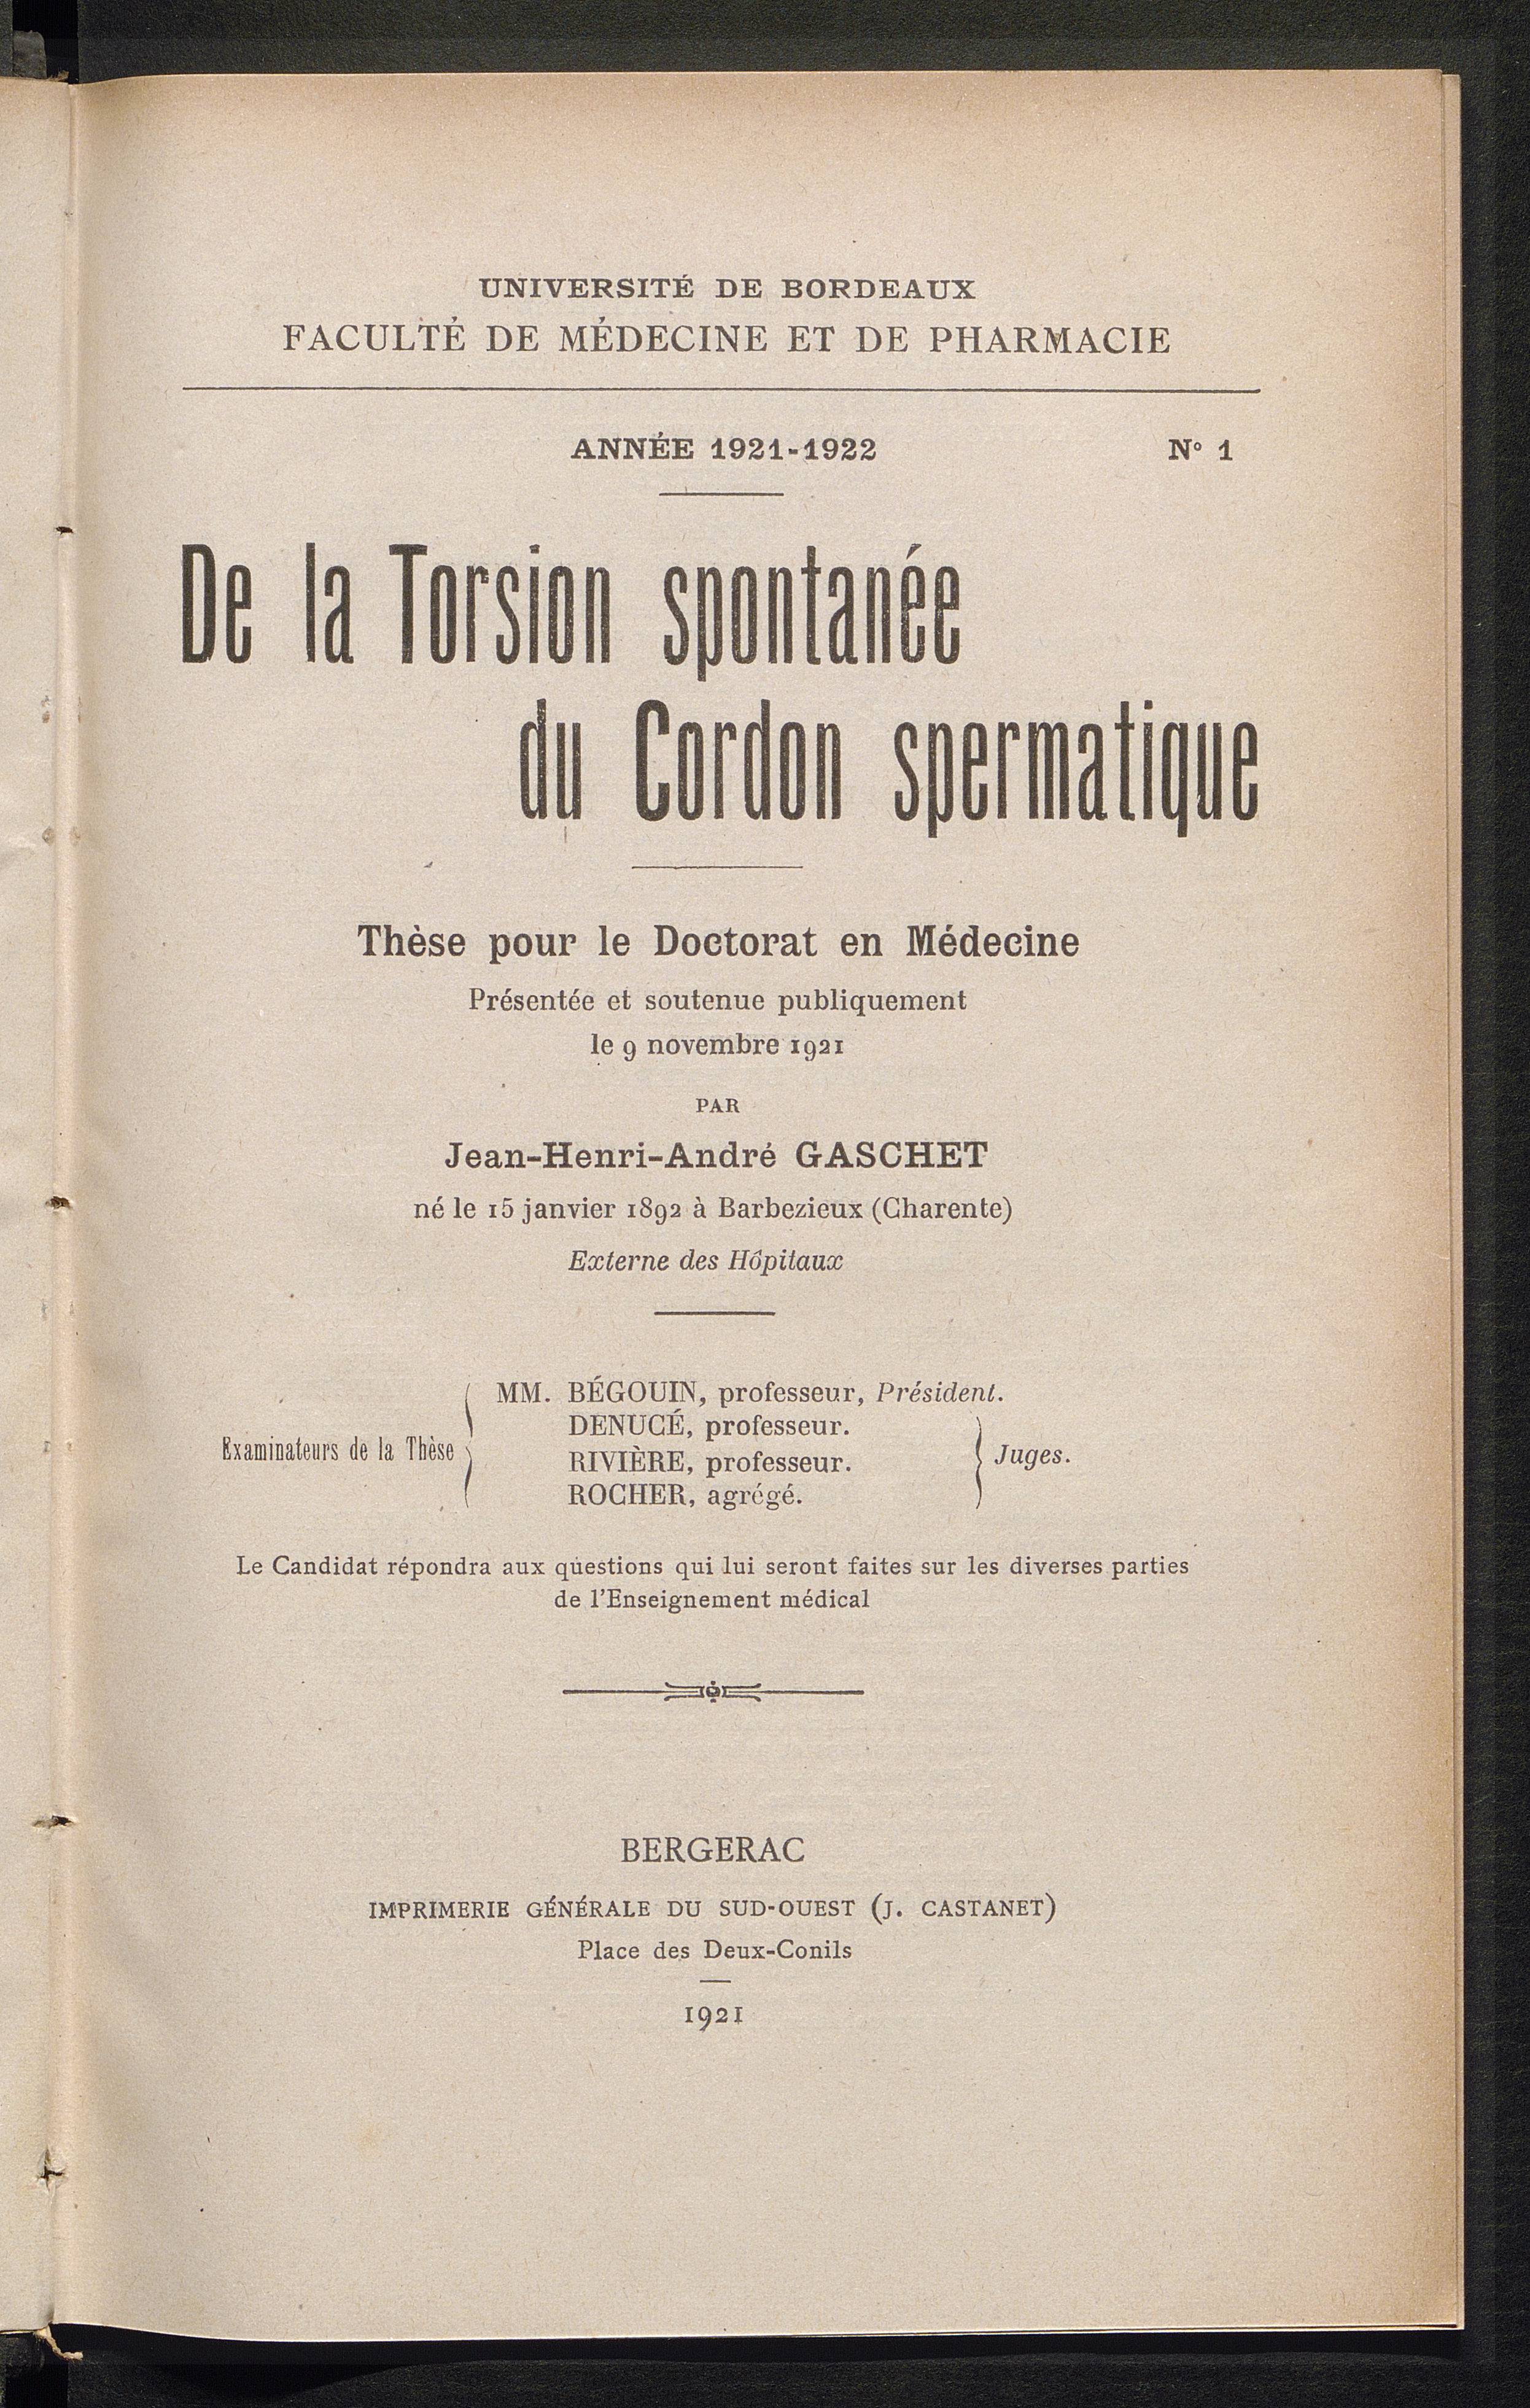 UNIVERSITÉ DE BORDEAUX
FACULTÉ DE MÉDECINE ET DE PHARMACIE
ANNÉE 1921-1922 N° 1
De la Torsion spontanée
du Cordon spermatique
Thèse pour le Doctorat en Médecine
Présentée et soutenue publiquement
le 9 novembre 1921
PAR
Jean-Henri-André GASCHET
né le 15 janvier 1892 à Barbezieux (Charente)
Externe des Hôpitaux
Examinateurs de la Thèse
MM. BÉGOUIN, professeur, Président.
DENUCÉ, professeur.
RIVIÈRE, professeur.
ROCHER, agrégé.
Juges.
Le Candidat répondra aux questions qui lui seront faites sur les diverses parties
de l'Enseignement médical
BERGERAC
IMPRIMERIE GÉNÉRALE DU SUD-OUEST (J. CASTANET)
Place des Deux-Conils
1921